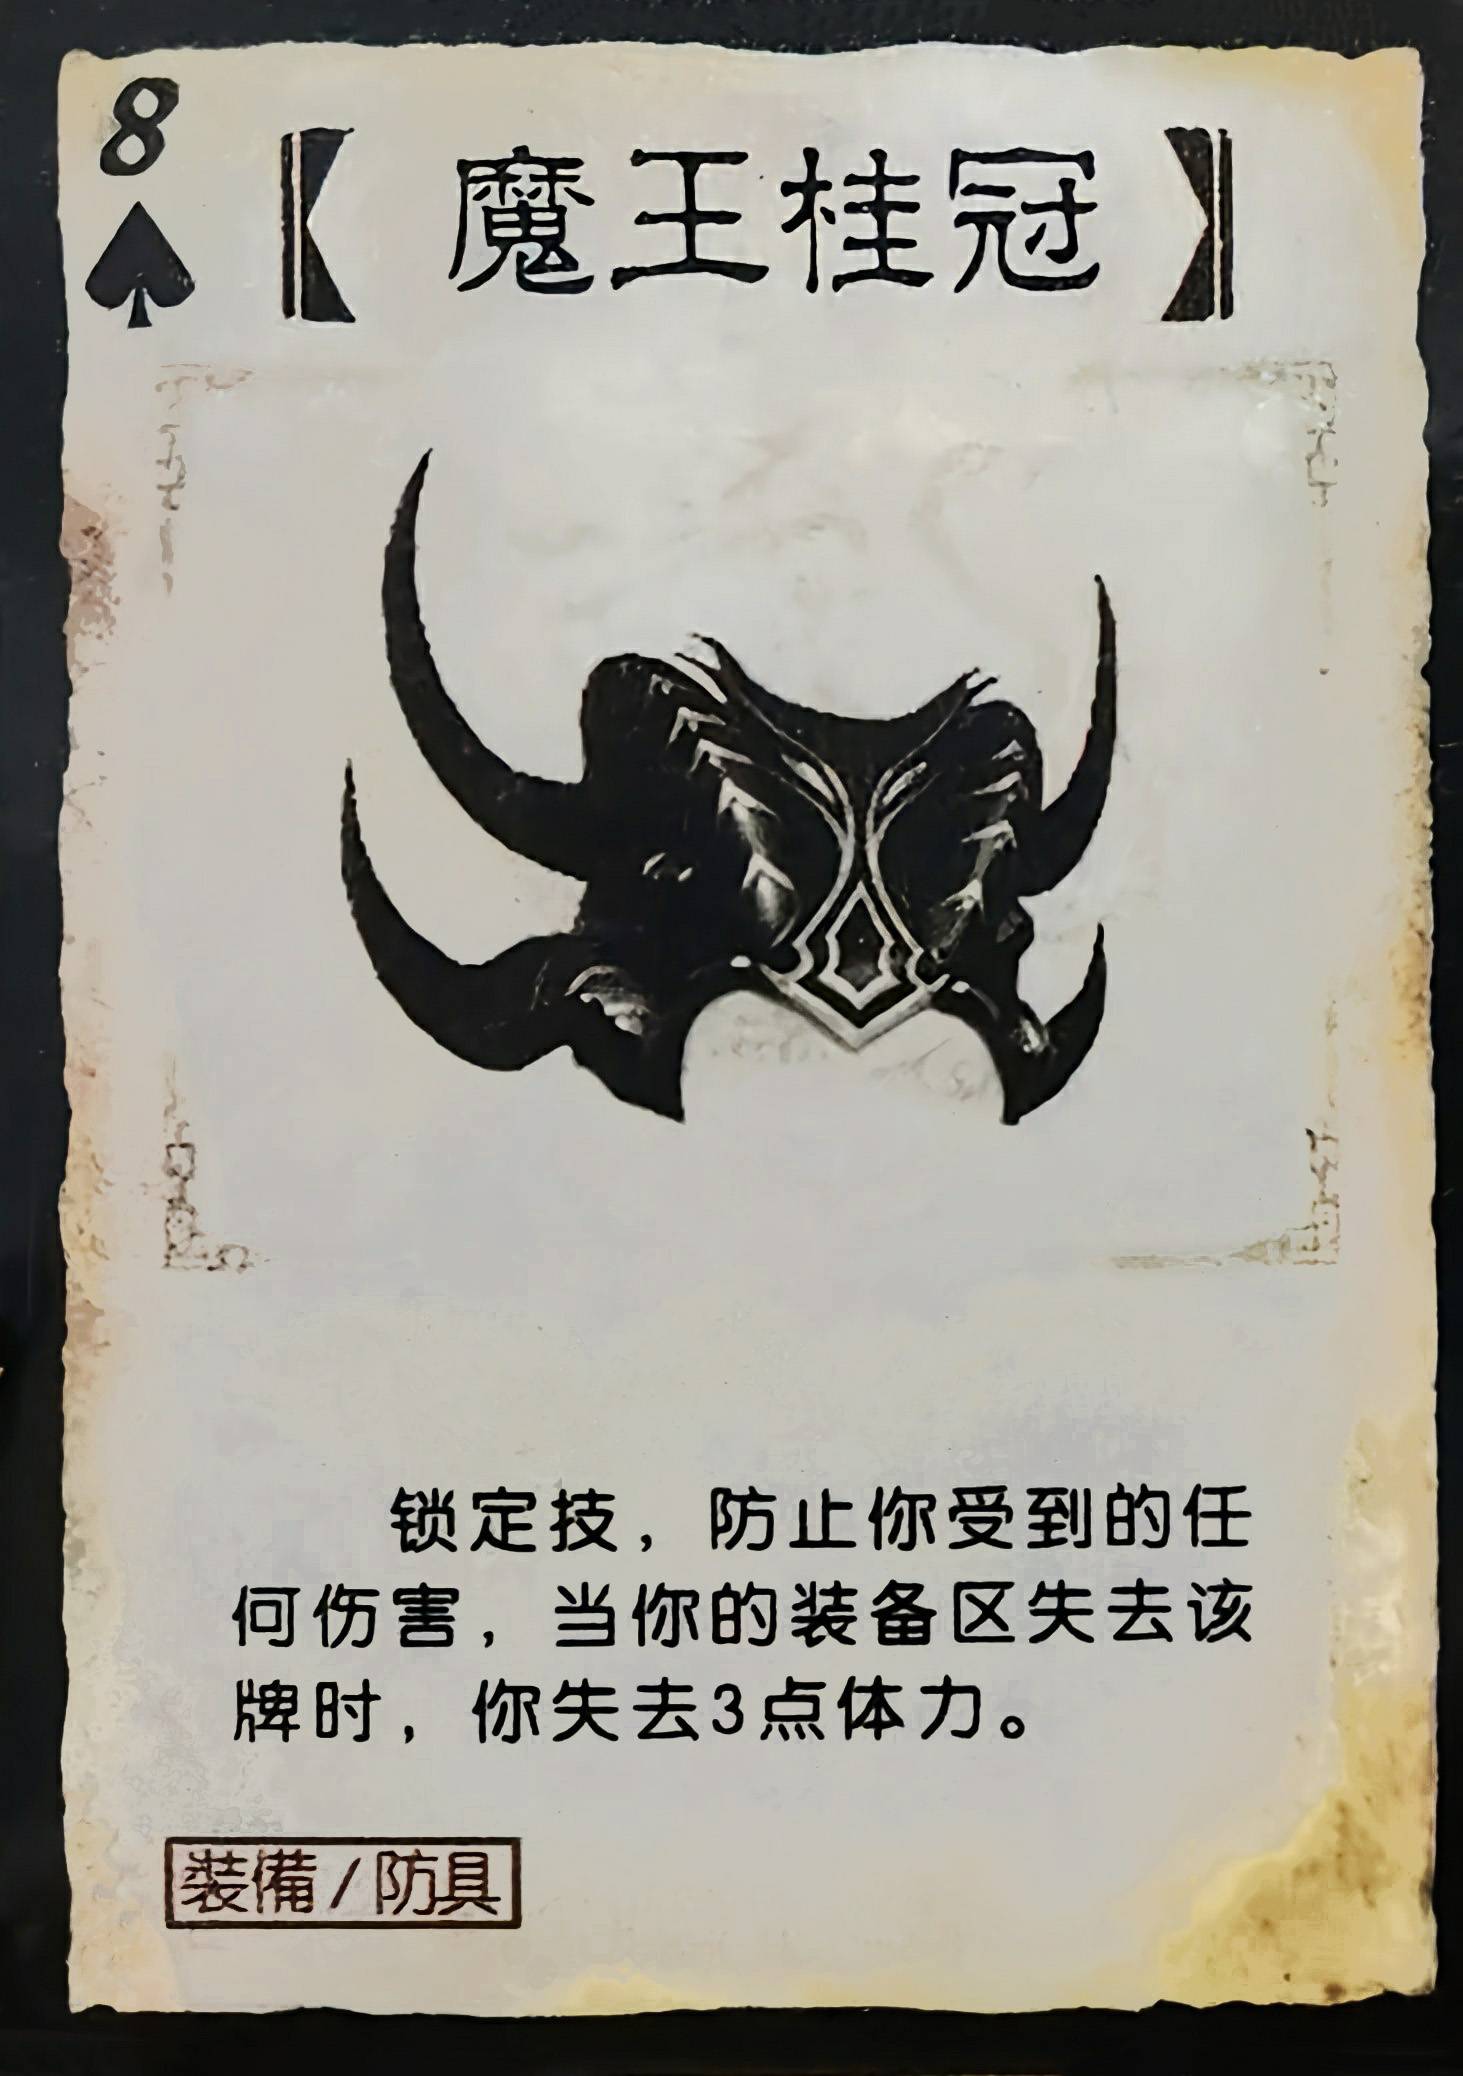 8
【魔王桂冠】
锁定技，防止你受到的任
何伤害，当你的装备区失去该
牌时，你失去3点体力。
装備/防具